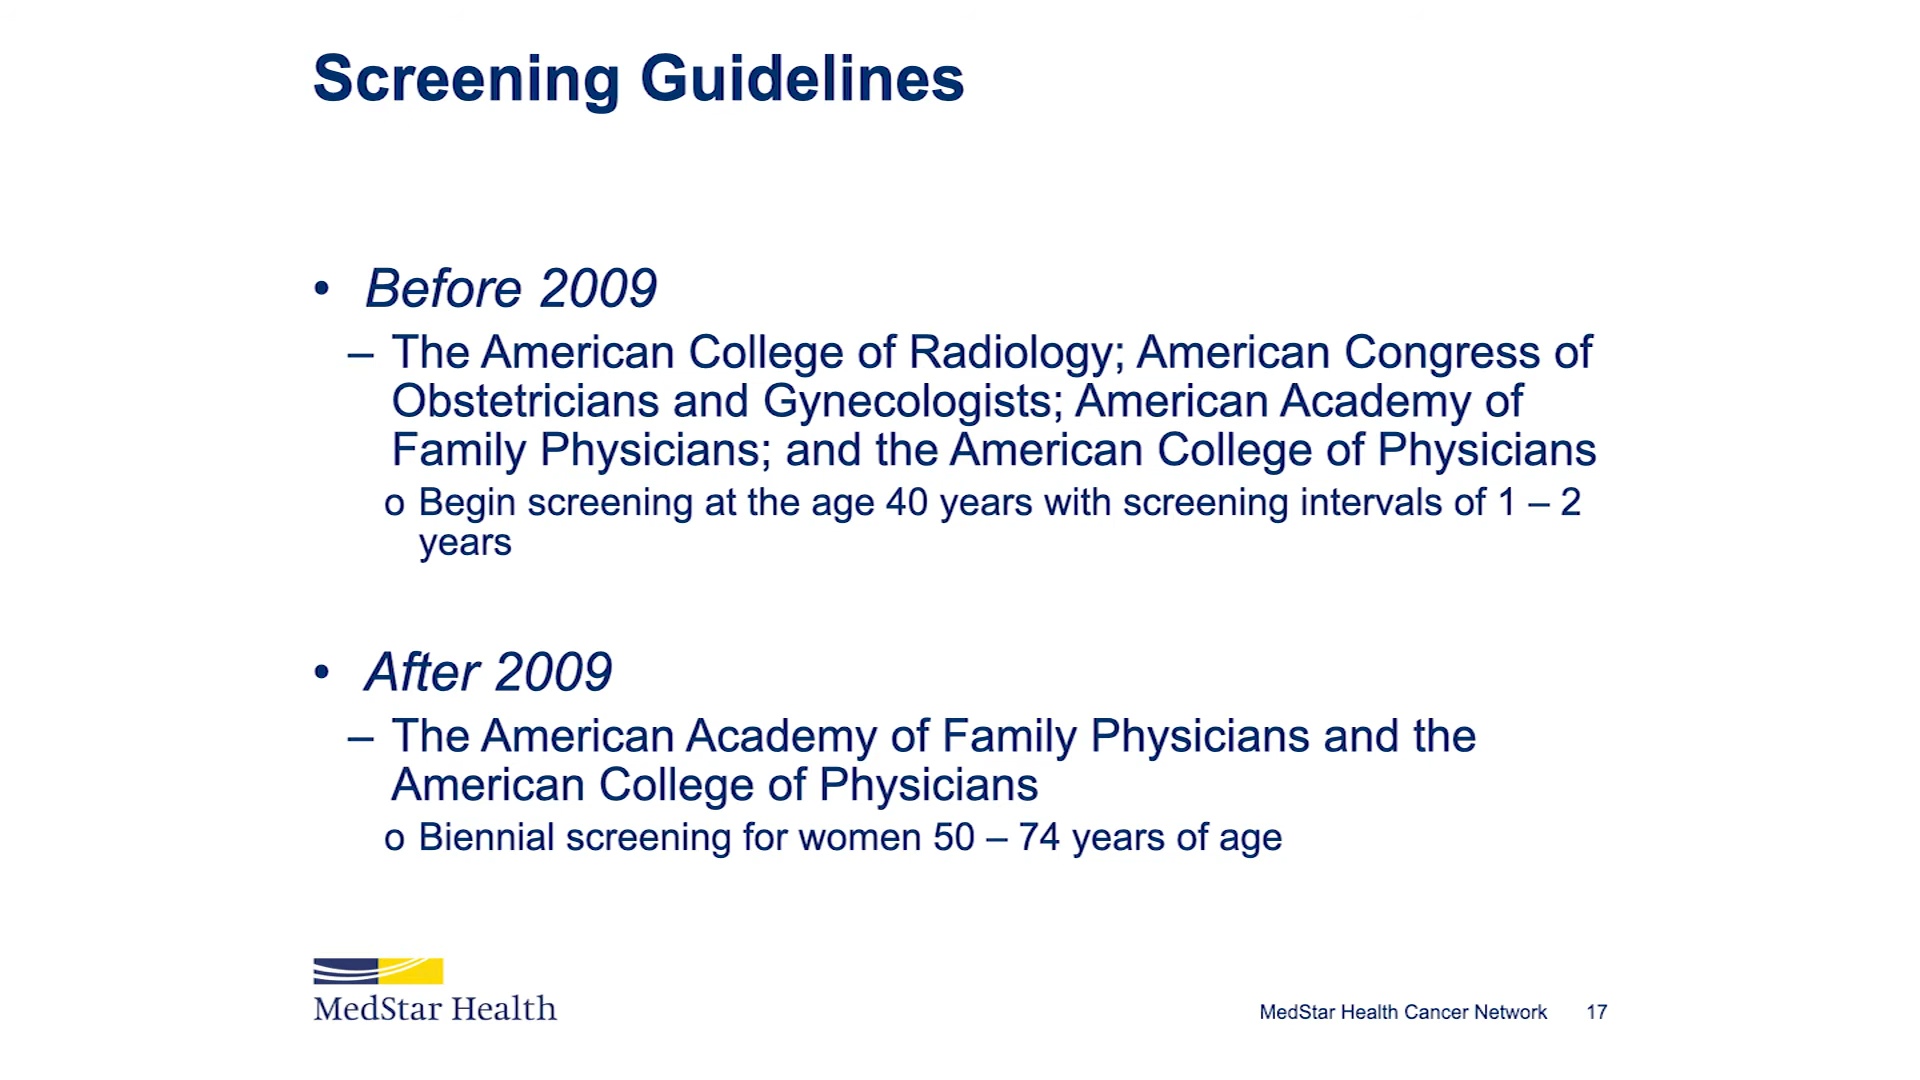 Screening Guidelines
• Before 2009
– The American College of Radiology; American Congress of
Obstetricians and Gynecologists; American Academy of
Family Physicians; and the American College of Physicians
o Begin screening at the age 40 years with screening intervals of 1 – 2
years
• After 2009
– The American Academy of Family Physicians and the
American College of Physicians
o Biennial screening for women 50 – 74 years of age
MedStar Health
MedStar Health Cancer Network 17